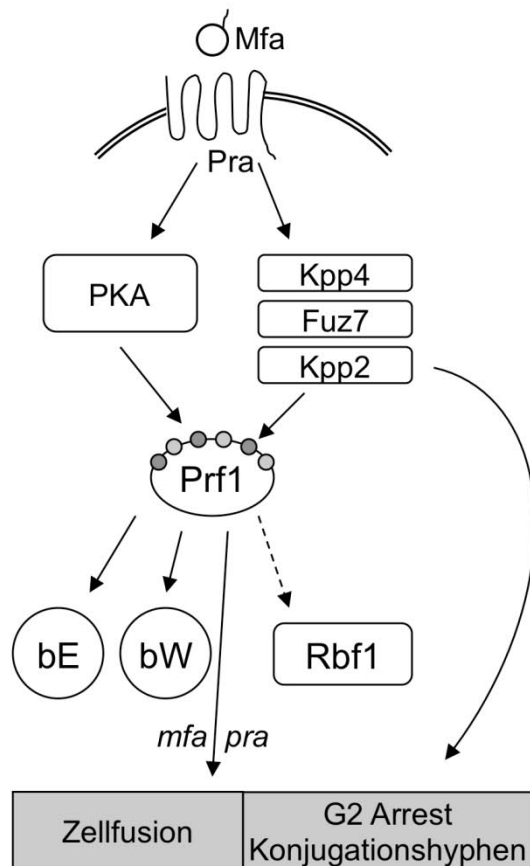 Mfa
Pra
PKA
Kpp4
Fuz7
Kpp2
Prf1
bE
bW
Rbf1
mfa pra
Zellfusion
G2 Arrest
Konjugationshyphen